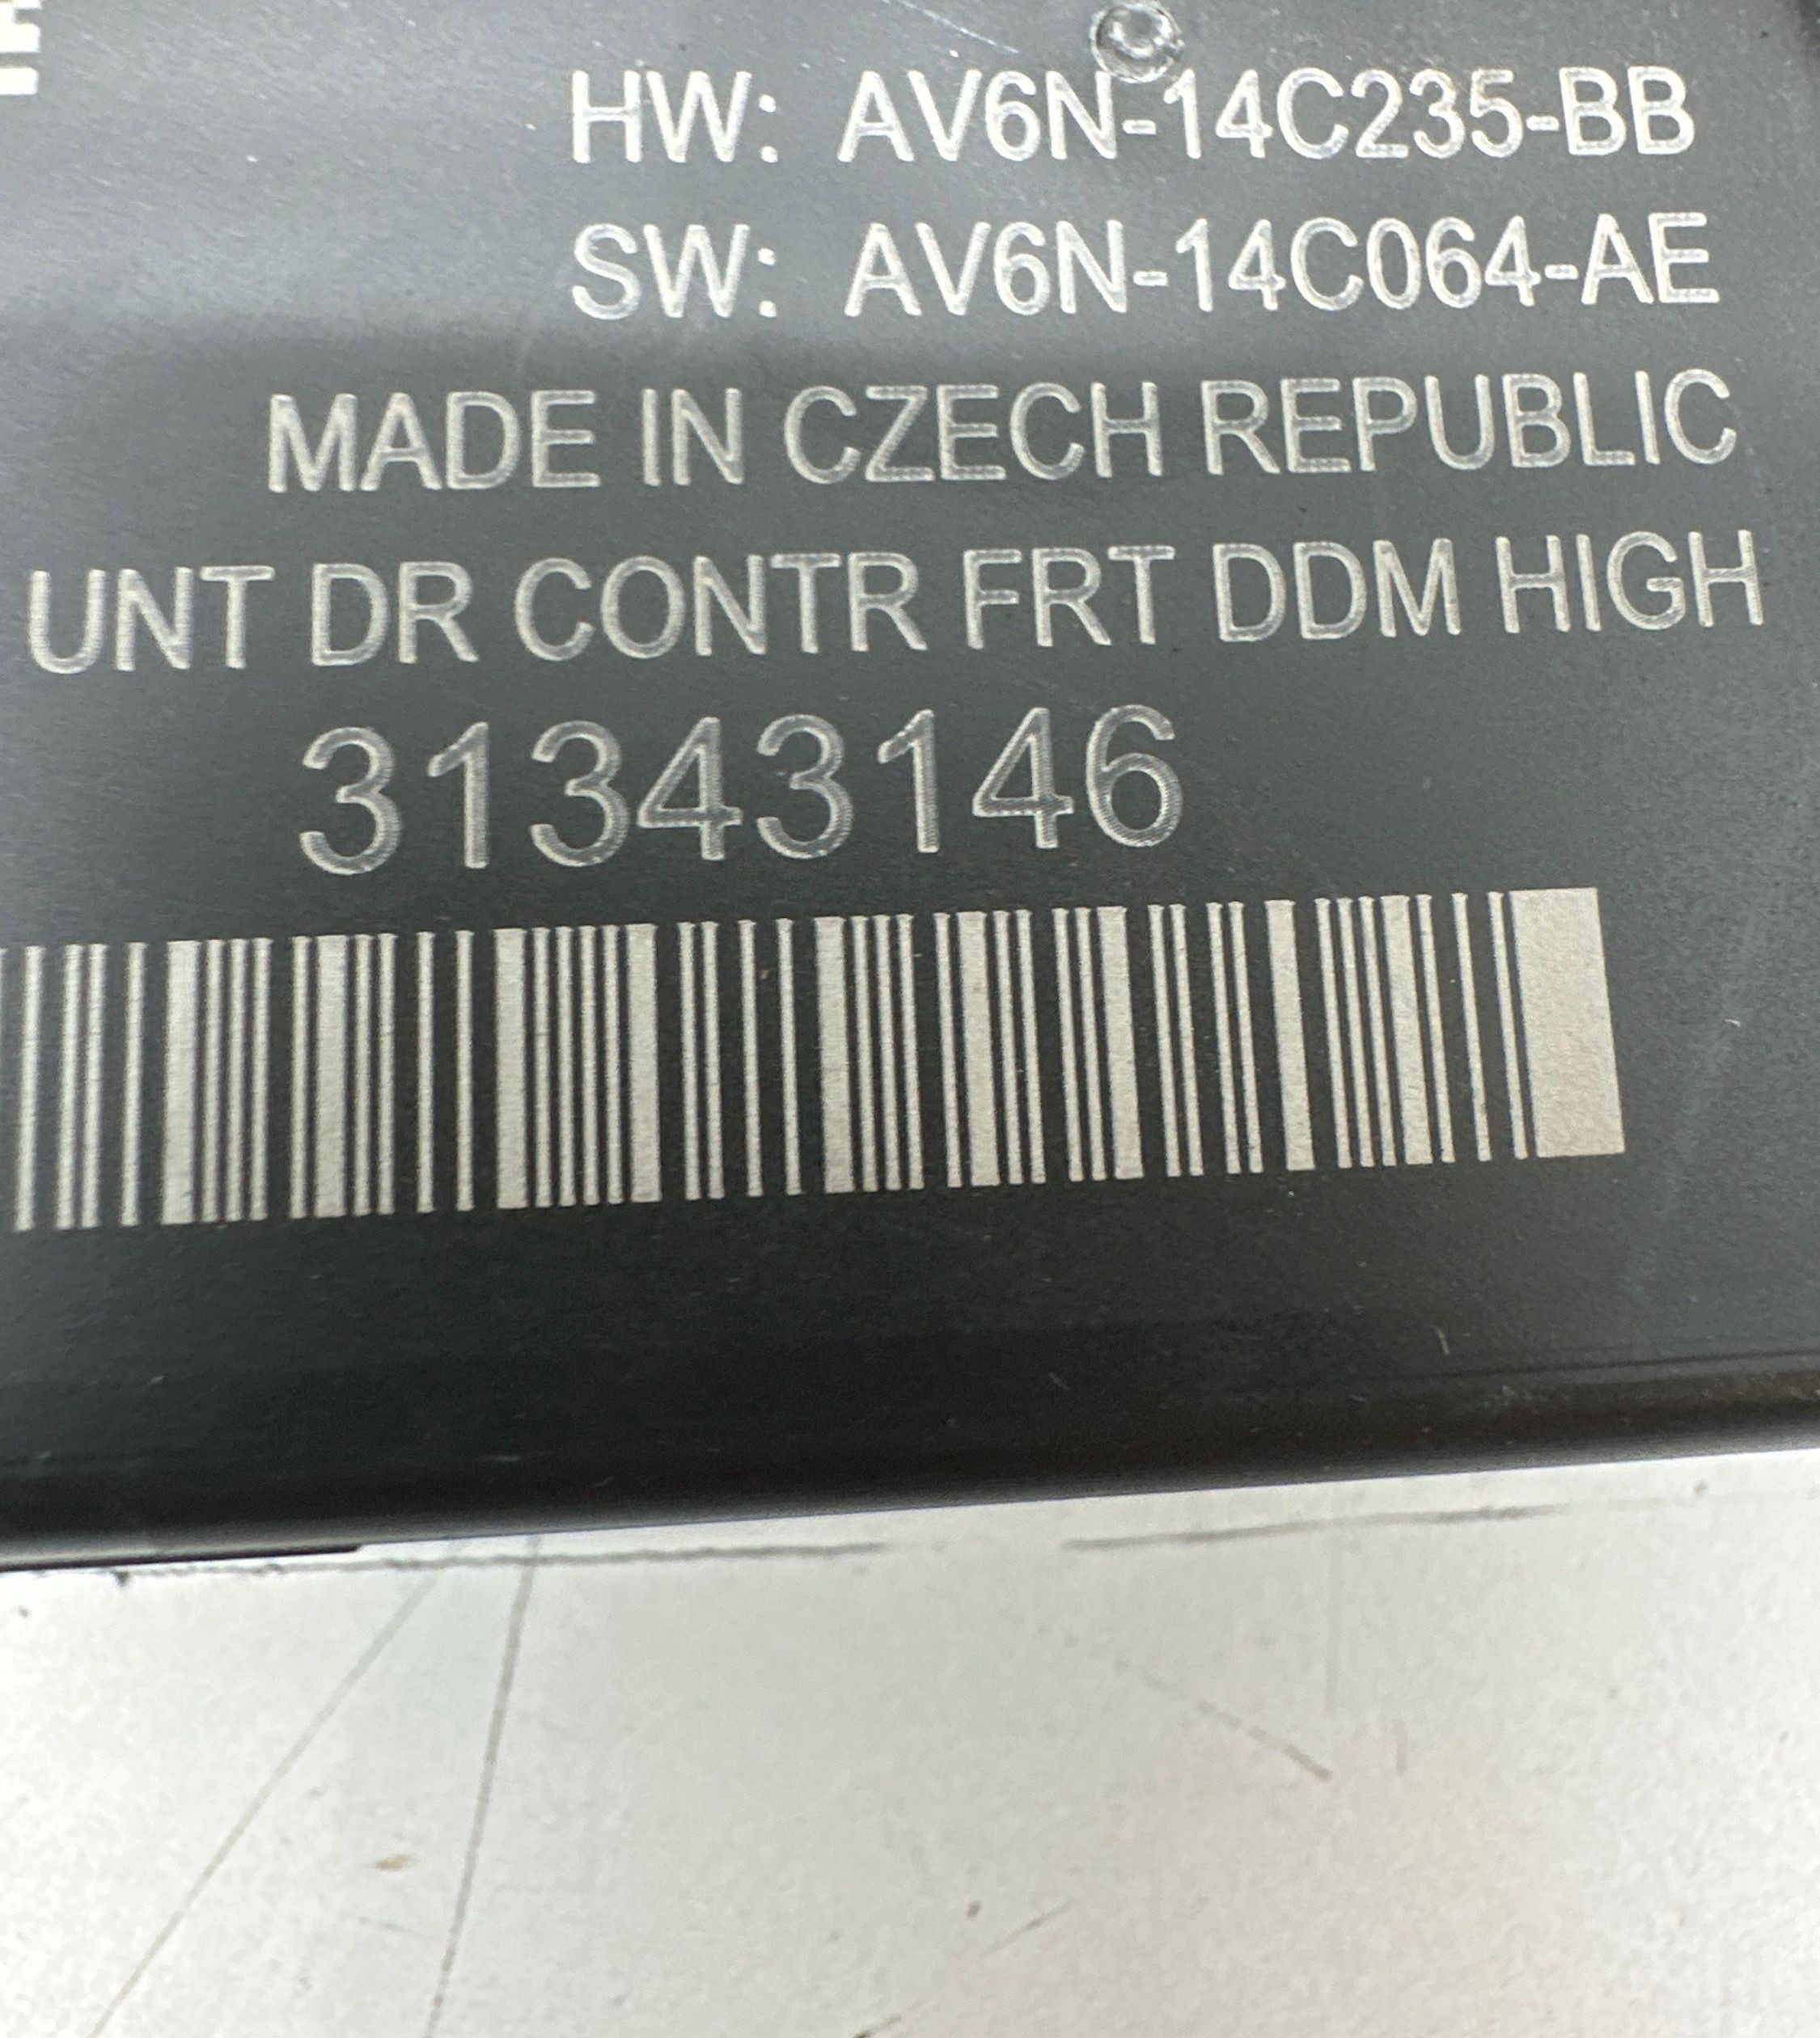 HW: AV6N-14C235-BB
SW: AV6N-14C064-AE
MADE IN CZECH REPUBLIC
UNT DR CONTR FRT DDM HIGH
31343146